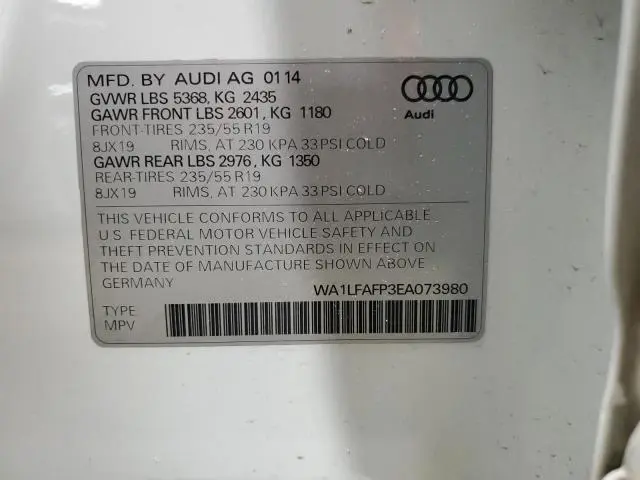 MFD. BY AUDI AG 01 14
GVWR LBS 5368, KG 2435
GAWR FRONT LBS 2601, KG 1180
FRONT-TIRES 235/55 R19
8JX19 RIMS, AT 230 KPA 33 PSI COLD
GAWR REAR LBS 2976, KG 1350
REAR-TIRES 235/55 R19
8JX19 RIMS, AT 230 KPA 33 PSI COLD
Audi
THIS VEHICLE CONFORMS TO ALL APPLICABLE
U.S. FEDERAL MOTOR VEHICLE SAFETY AND
THEFT PREVENTION STANDARDS IN EFFECT ON
THE DATE OF MANUFACTURE SHOWN ABOVE
GERMANY
WA1LFAFP3EA073980
TYPE
MPV